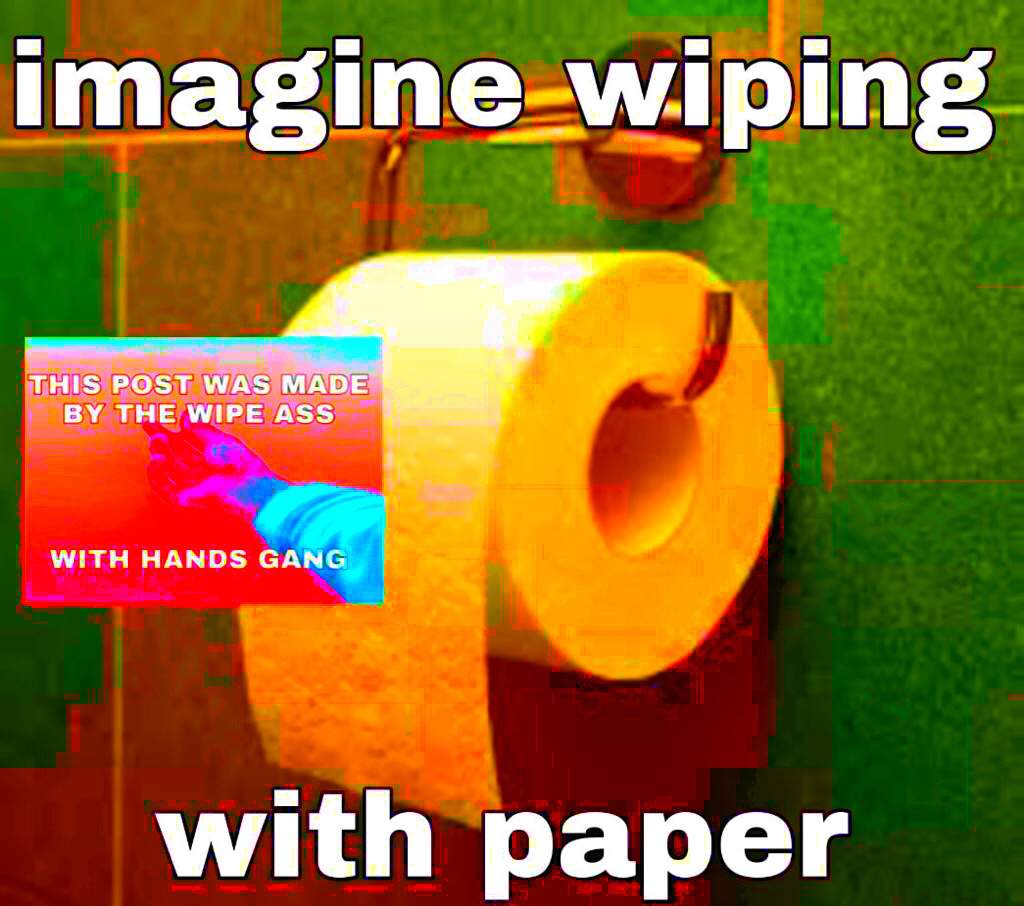 imagine wiping
THIS POST WAS MADE
BY THE WIPE ASS
WITH HANDS GANG
with paper